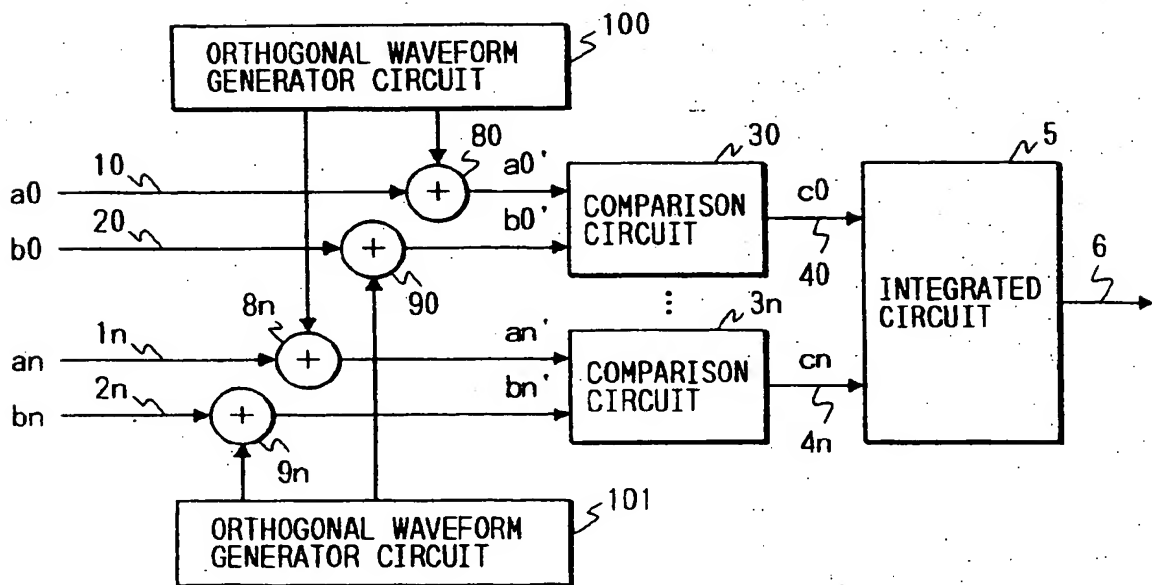 100
ORTHOGONAL WAVEFORM
GENERATOR CIRCUIT
80
30
5
10
a0
+
a0'
COMPARISON
CIRCUIT
c0
20
b0
+
b0'
40
6
90
INTEGRATED
CIRCUIT
8n
⋮
3n
1n
an
+
an'
COMPARISON
CIRCUIT
cn
2n
bn
+
bn'
4n
9n
101
ORTHOGONAL WAVEFORM
GENERATOR CIRCUIT